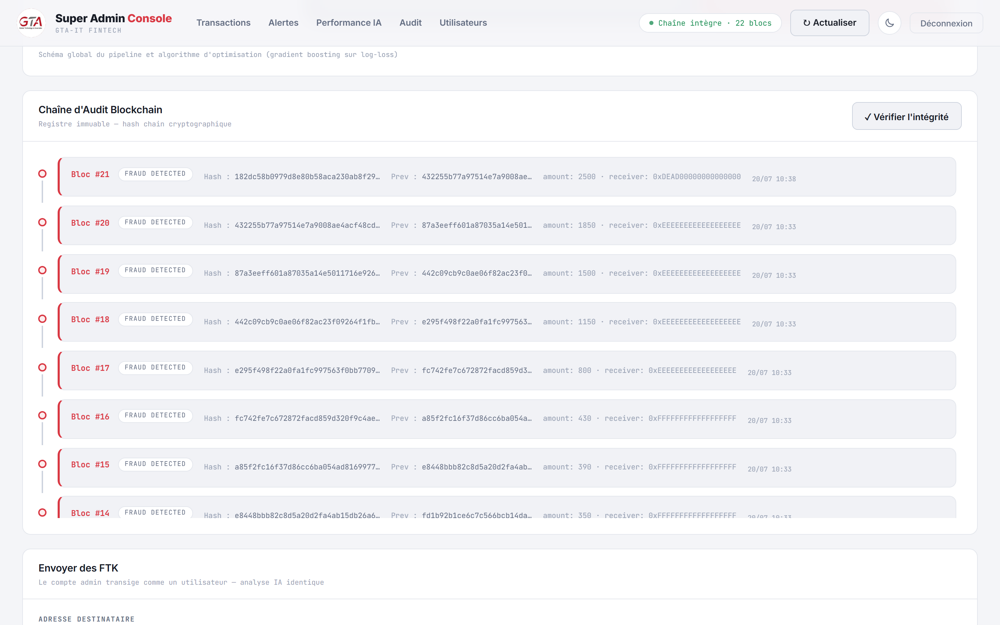 GTA
Global Technology & Associates
Super Admin Console
GTA-IT FINTECH
Transactions
Alertes
Performance IA
Audit
Utilisateurs
Chaîne intègre · 22 blocs
↻ Actualiser
Déconnexion
Schéma global du pipeline et algorithme d'optimisation (gradient boosting sur log-loss)
Chaîne d'Audit Blockchain
Registre immuable — hash chain cryptographique
✓ Vérifier l'intégrité
Bloc #21 FRAUD DETECTED Hash : 182dc58b0979d8e80b58aca230ab8f29… Prev : 432255b77a97514e7a9008ae… amount: 2500 · receiver: 0xDEAD00000000000000 20/07 10:38
Bloc #20 FRAUD DETECTED Hash : 432255b77a97514e7a9008ae4acf48cd… Prev : 87a3eeff601a87035a14e501… amount: 1850 · receiver: 0xEEEEEEEEEEEEEEEEEE 20/07 10:33
Bloc #19 FRAUD DETECTED Hash : 87a3eeff601a87035a14e5011716e926… Prev : 442c09cb9c0ae06f82ac23f0… amount: 1500 · receiver: 0xEEEEEEEEEEEEEEEEEE 20/07 10:33
Bloc #18 FRAUD DETECTED Hash : 442c09cb9c0ae06f82ac23f09264f1fb… Prev : e295f498f22a0fa1fc997563… amount: 1150 · receiver: 0xEEEEEEEEEEEEEEEEEE 20/07 10:33
Bloc #17 FRAUD DETECTED Hash : e295f498f22a0fa1fc997563f0bb7709… Prev : fc742fe7c672872facd859d3… amount: 800 · receiver: 0xEEEEEEEEEEEEEEEEEE 20/07 10:33
Bloc #16 FRAUD DETECTED Hash : fc742fe7c672872facd859d320f9c4ae… Prev : a85f2fc16f37d86cc6ba054a… amount: 430 · receiver: 0xFFFFFFFFFFFFFFFFFF 20/07 10:33
Bloc #15 FRAUD DETECTED Hash : a85f2fc16f37d86cc6ba054ad8169977… Prev : e8448bbb82c8d5a20d2fa4ab… amount: 390 · receiver: 0xFFFFFFFFFFFFFFFFFF 20/07 10:33
Bloc #14 FRAUD DETECTED Hash : e8448bbb82c8d5a20d2fa4ab15db26a6… Prev : fd1b92b1ce6c7c566bcb14da… amount: 350 · receiver: 0xFFFFFFFFFFFFFFFFFF 20/07 10:33
Envoyer des FTK
Le compte admin transige comme un utilisateur — analyse IA identique
ADRESSE DESTINATAIRE